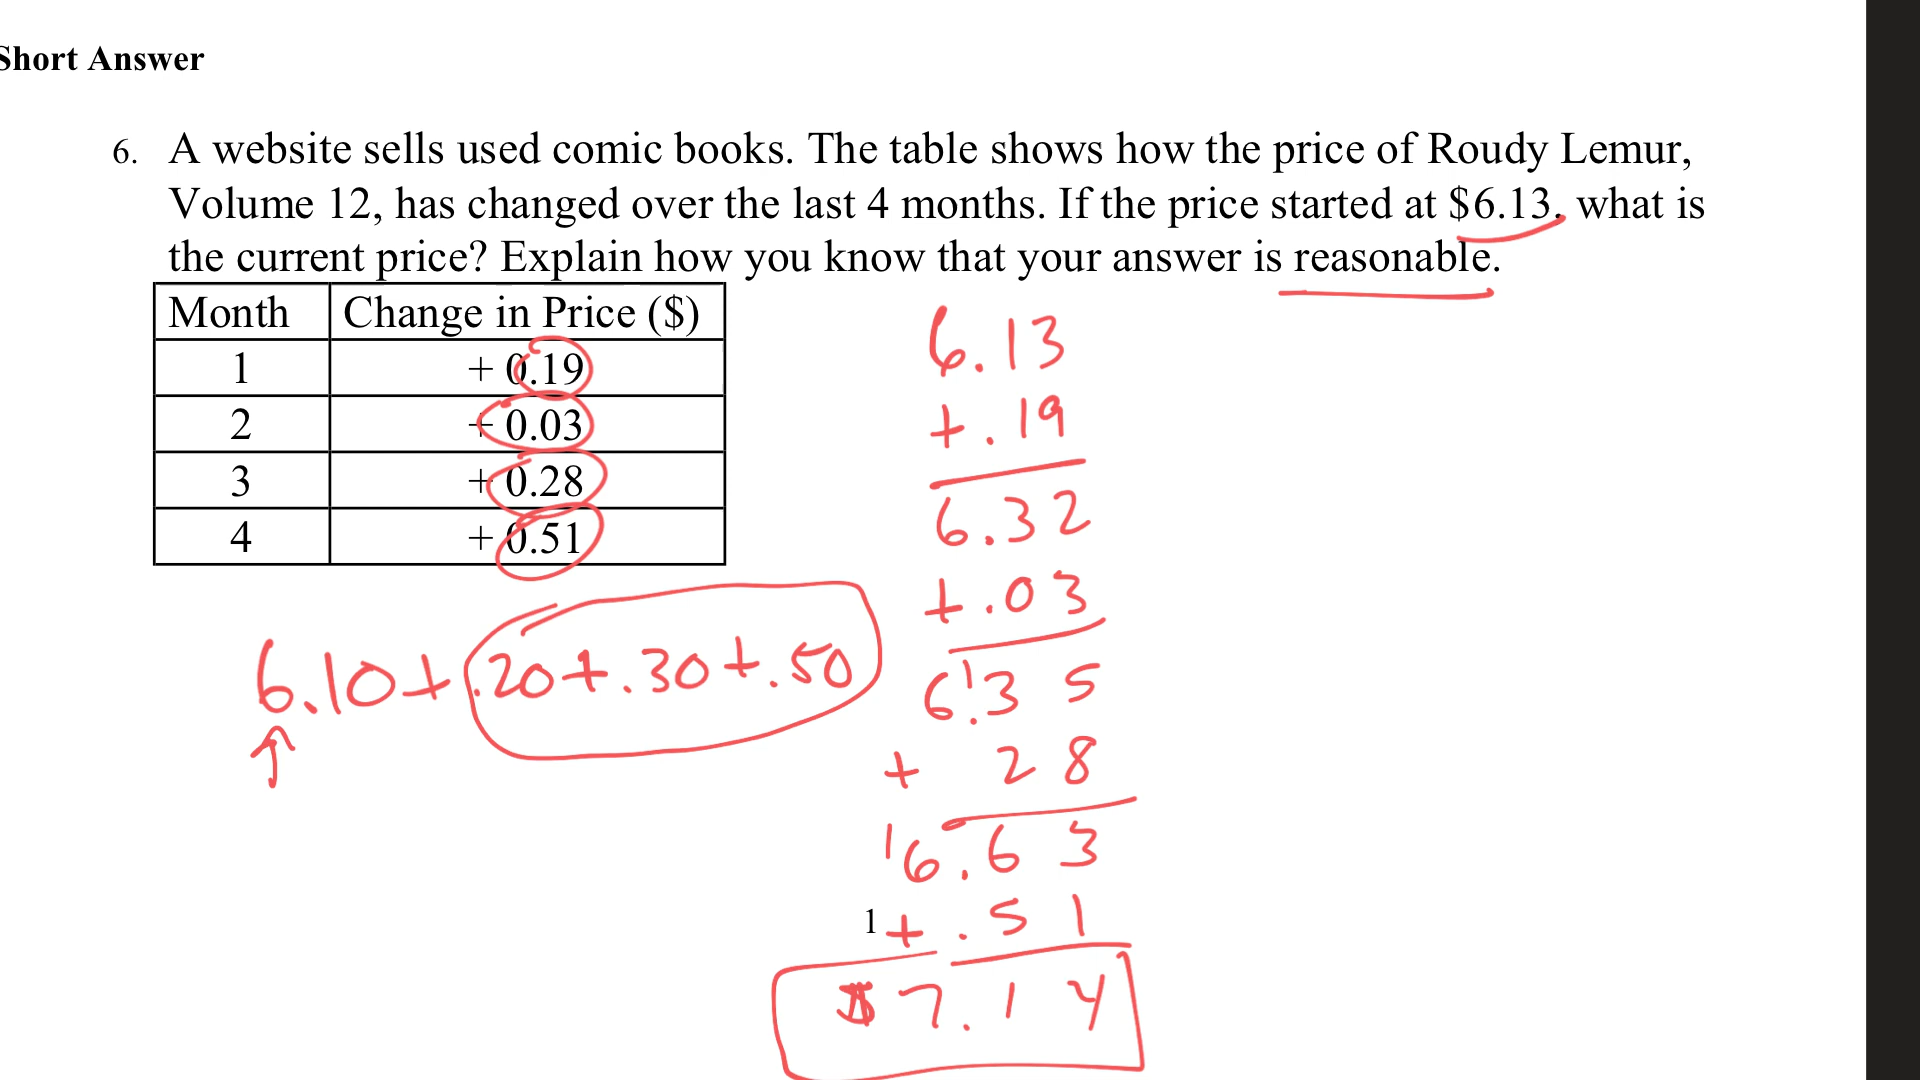 Short Answer
6. A website sells used comic books. The table shows how the price of Roudy Lemur,
Volume 12, has changed over the last 4 months. If the price started at $6.13, what is
the current price? Explain how you know that your answer is reasonable.
Month Change in Price ($)
1 + 0.19
2 + 0.03
3 + 0.28
4 + 0.51
6.10+.20+.30+.50
6.13
+.19
6.32
+.03
1
6.35
+ 28
1
6.63
1
+.51
$7.14